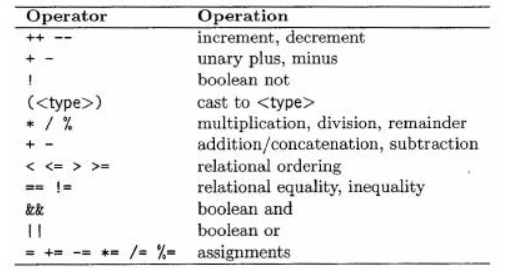 Operator Operation
++ -- increment, decrement
+ - unary plus, minus
! boolean not
(<type>) cast to <type>
* / % multiplication, division, remainder
+ - addition/concatenation, subtraction
< <= > >= relational ordering
== != relational equality, inequality
&& boolean and
|| boolean or
= += -= *= /= %= assignments